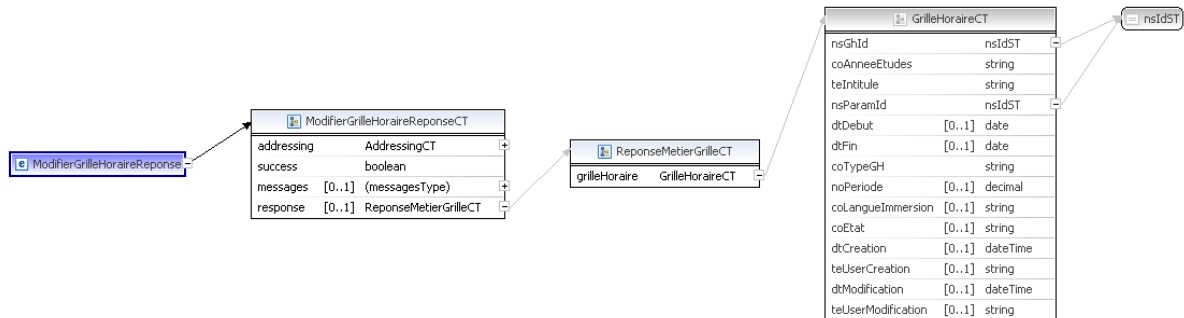 ModifierGrilleHoraireReponse
ModifierGrilleHoraireReponseCT
addressing AddressingCT
success boolean
messages [0..1] (messagesType)
response [0..1] ReponseMetierGrilleCT
ReponseMetierGrilleCT
grilleHoraire GrilleHoraireCT
GrilleHoraireCT
nsGhId nsIdST
coAnneeEtudes string
teIntitule string
nsParamId nsIdST
dtDebut [0..1] date
dtFin [0..1] date
coTypeGH string
noPeriode [0..1] decimal
coLangueImmersion [0..1] string
coEtat [0..1] string
dtCreation [0..1] dateTime
teUserCreation [0..1] string
dtModification [0..1] dateTime
teUserModification [0..1] string
nsIdST